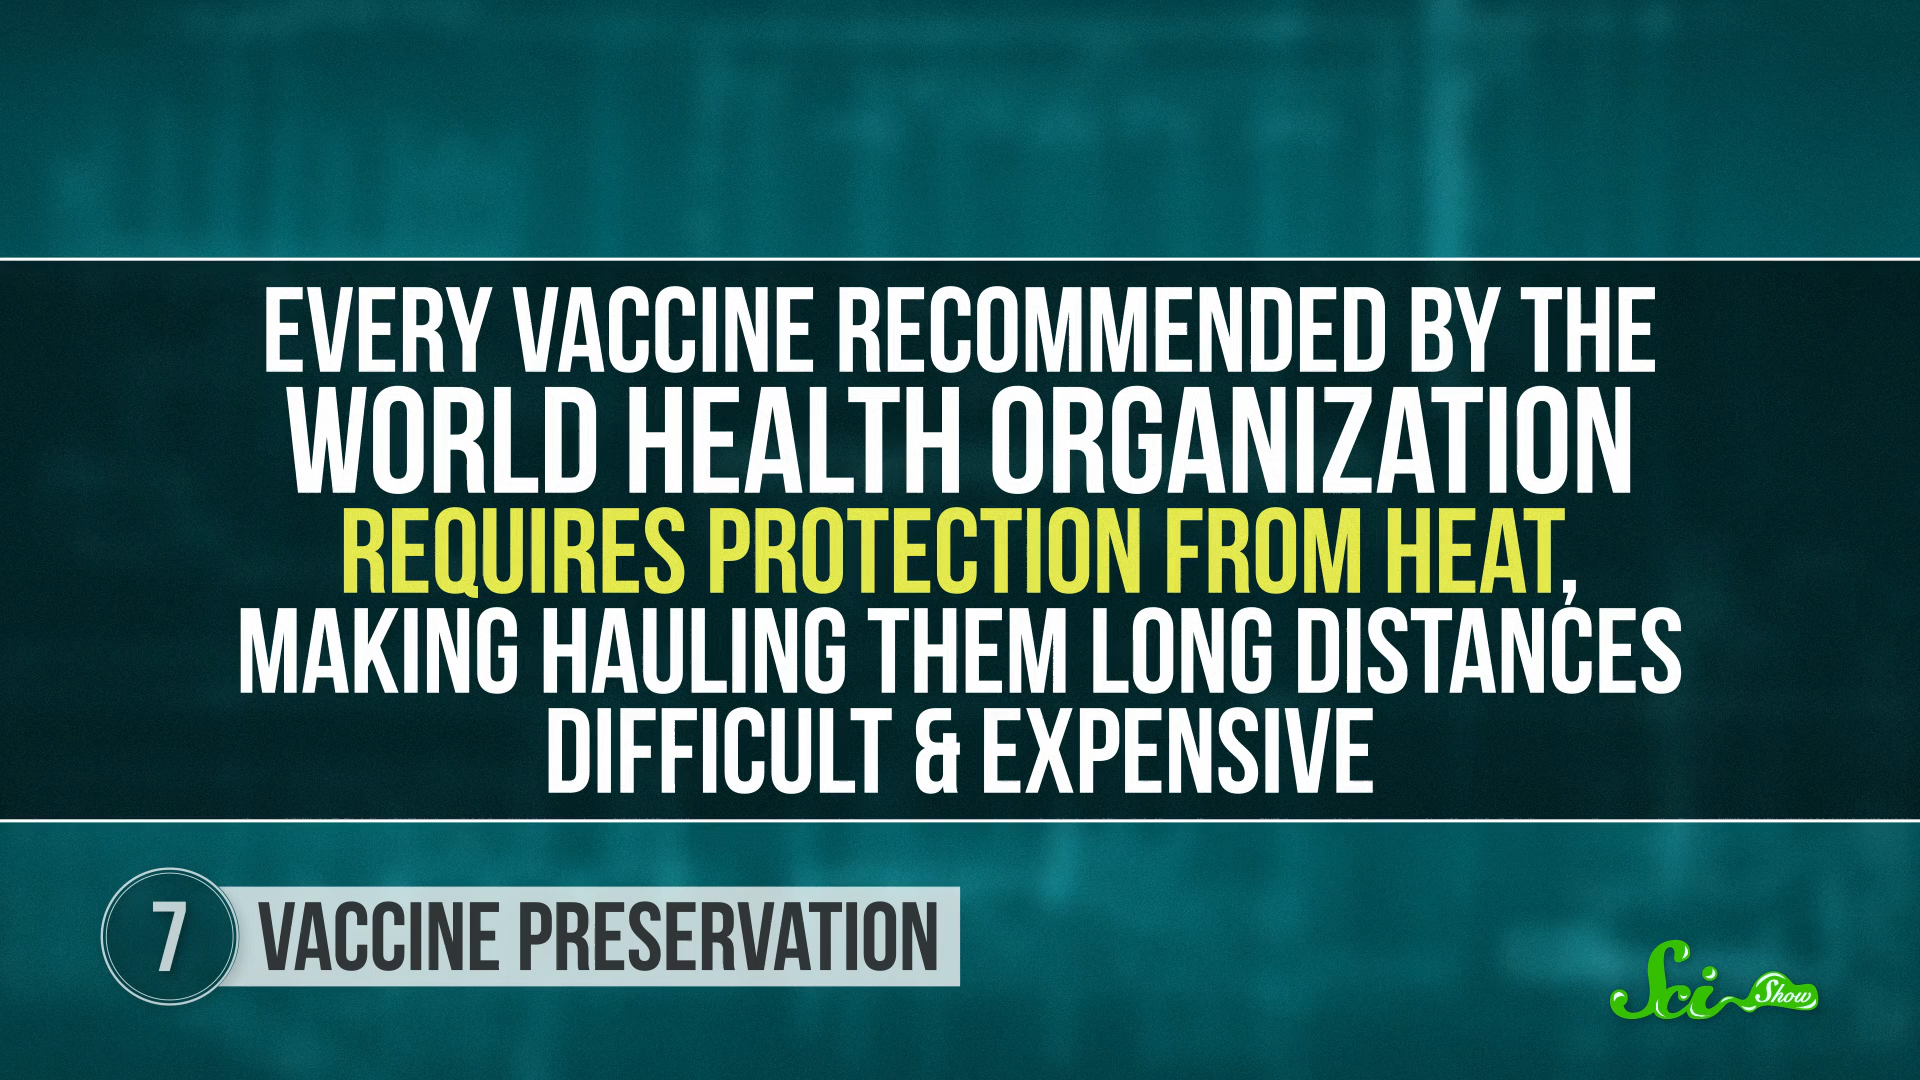 EVERY VACCINE RECOMMENDED BY THE
WORLD HEALTH ORGANIZATION
REQUIRES PROTECTION FROM HEAT,
MAKING HAULING THEM LONG DISTANCES
DIFFICULT & EXPENSIVE
7 VACCINE PRESERVATION
Sci Show